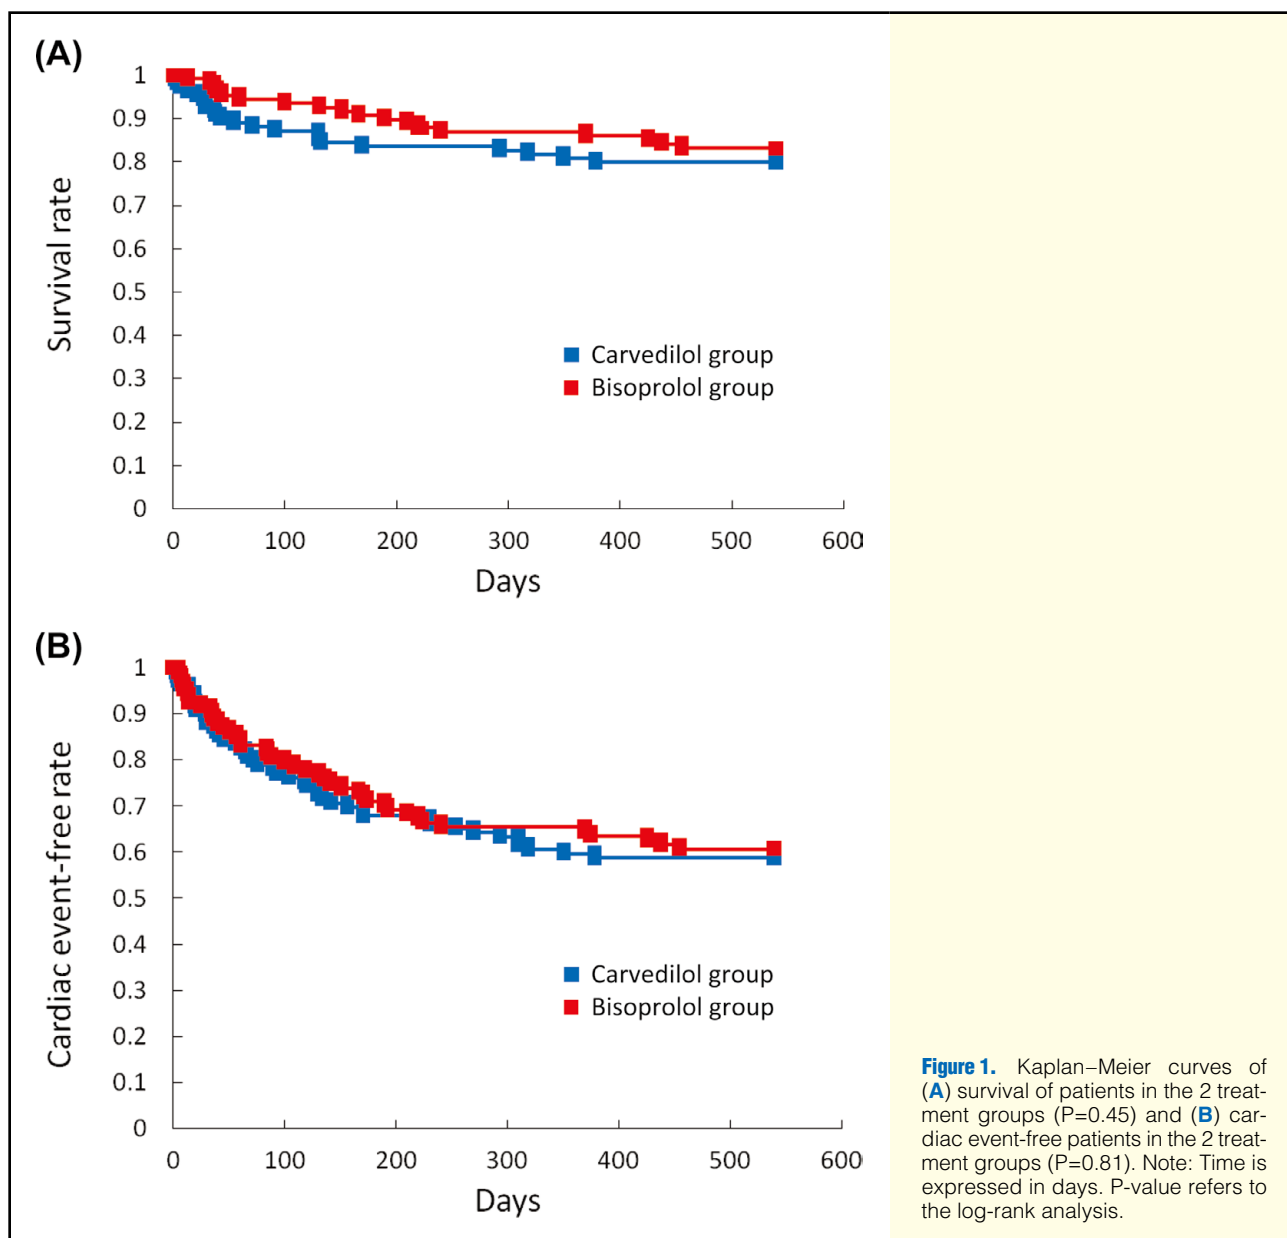 (A)
Survival rate
1
0.9
0.8
0.7
0.6
0.5
0.4
0.3
0.2
0.1
0
Carvedilol group
Bisoprolol group
0 100 200 300 400 500 600
Days
(B)
Cardiac event-free rate
1
0.9
0.8
0.7
0.6
0.5
0.4
0.3
0.2
0.1
0
Carvedilol group
Bisoprolol group
0 100 200 300 400 500 600
Days
Figure 1. Kaplan–Meier curves of
(A) survival of patients in the 2 treat-
ment groups (P=0.45) and (B) car-
diac event-free patients in the 2 treat-
ment groups (P=0.81). Note: Time is
expressed in days. P-value refers to
the log-rank analysis.